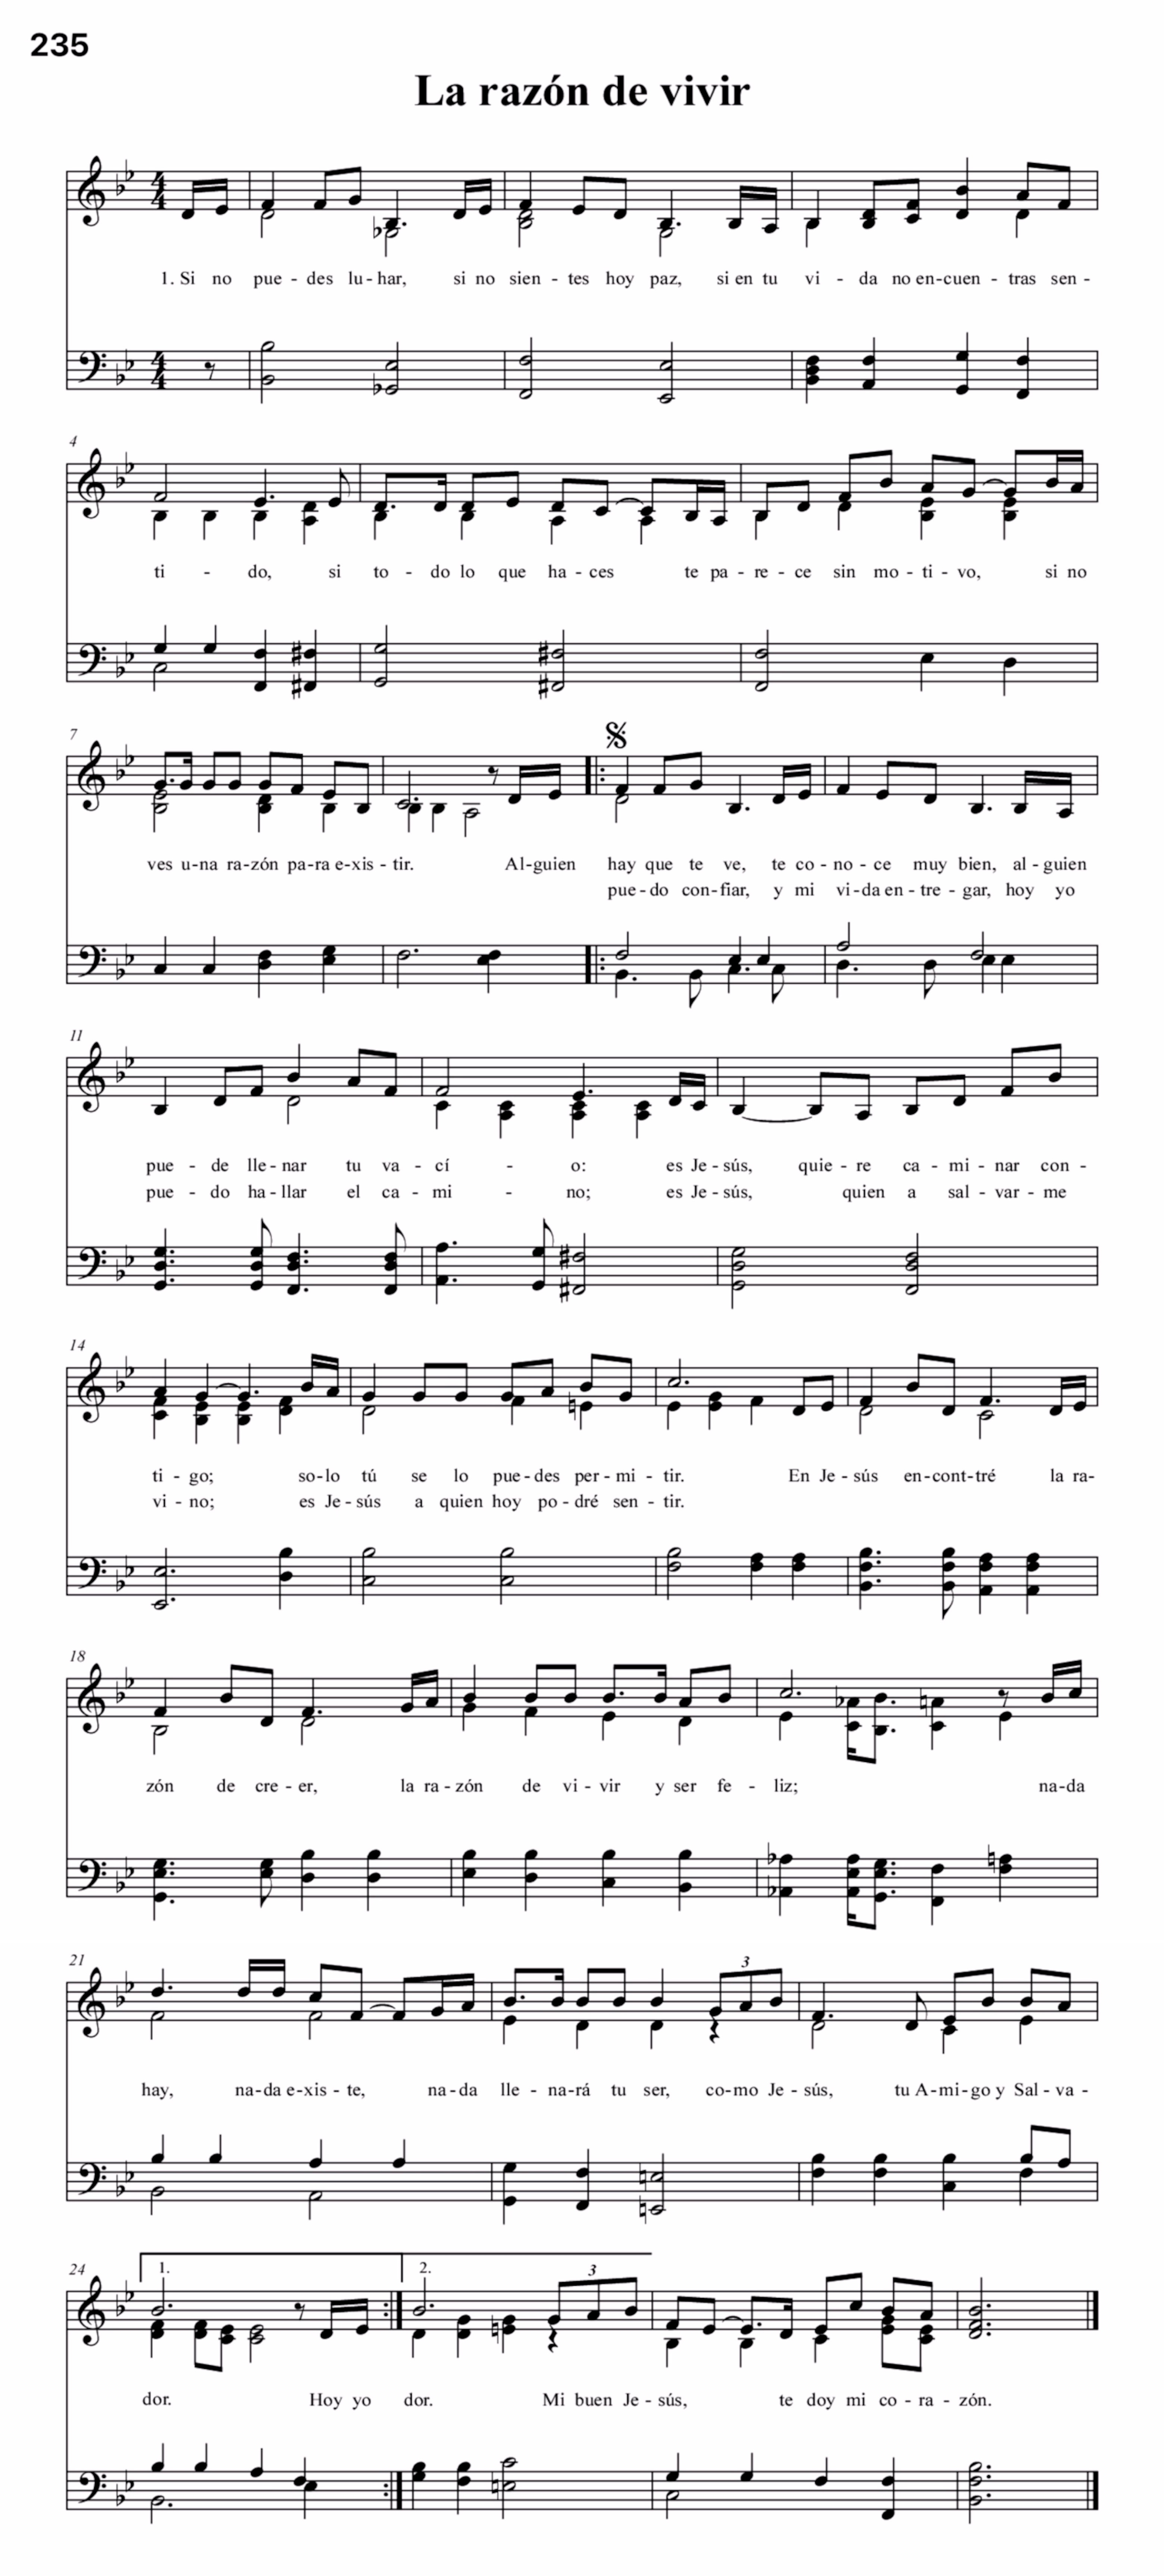 235
La razón de vivir
1. Si no pue - des lu - har, si no sien - tes hoy paz, si en tu vi - da no en - cuen - tras sen -
4
ti - do, si to - do lo que ha - ces te pa - re - ce sin mo - ti - vo, si no
7
ves u - na ra - zón pa - ra e - xis - tir. Al - guien hay que te ve, te co - no - ce muy bien, al - guien
pue - do con - fiar, y mi vi - da en - tre - gar, hoy yo
11
pue - de lle - nar tu va - cí - o: es Je - sús, quie - re ca - mi - nar con -
pue - do ha - llar el ca - mi - no; es Je - sús, quien a sal - var - me
14
ti - go; so - lo tú se lo pue - des per - mi - tir. En Je - sús en - cont - tré la ra -
vi - no; es Je - sús a quien hoy po - dré sen - tir.
18
zón de cre - er, la ra - zón de vi - vir y ser fe - liz; na - da
21
3
hay, na - da e - xis - te, na - da lle - na - rá tu ser, co - mo Je - sús, tu A - mi - go y Sal - va -
24
1. 2. 3
dor. Hoy yo dor. Mi buen Je - sús, te doy mi co - ra - zón.